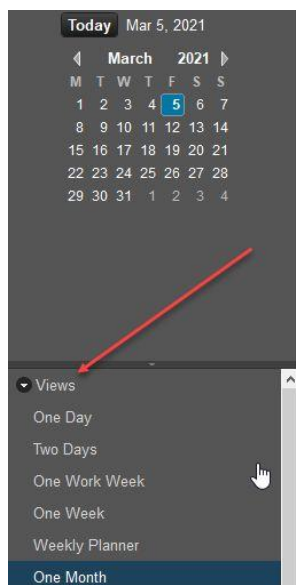 Today Mar 5, 2021
March 2021
M T W T F S S
1 2 3 4 5 6 7
8 9 10 11 12 13 14
15 16 17 18 19 20 21
22 23 24 25 26 27 28
29 30 31 1 2 3 4
Views
One Day
Two Days
One Work Week
One Week
Weekly Planner
One Month